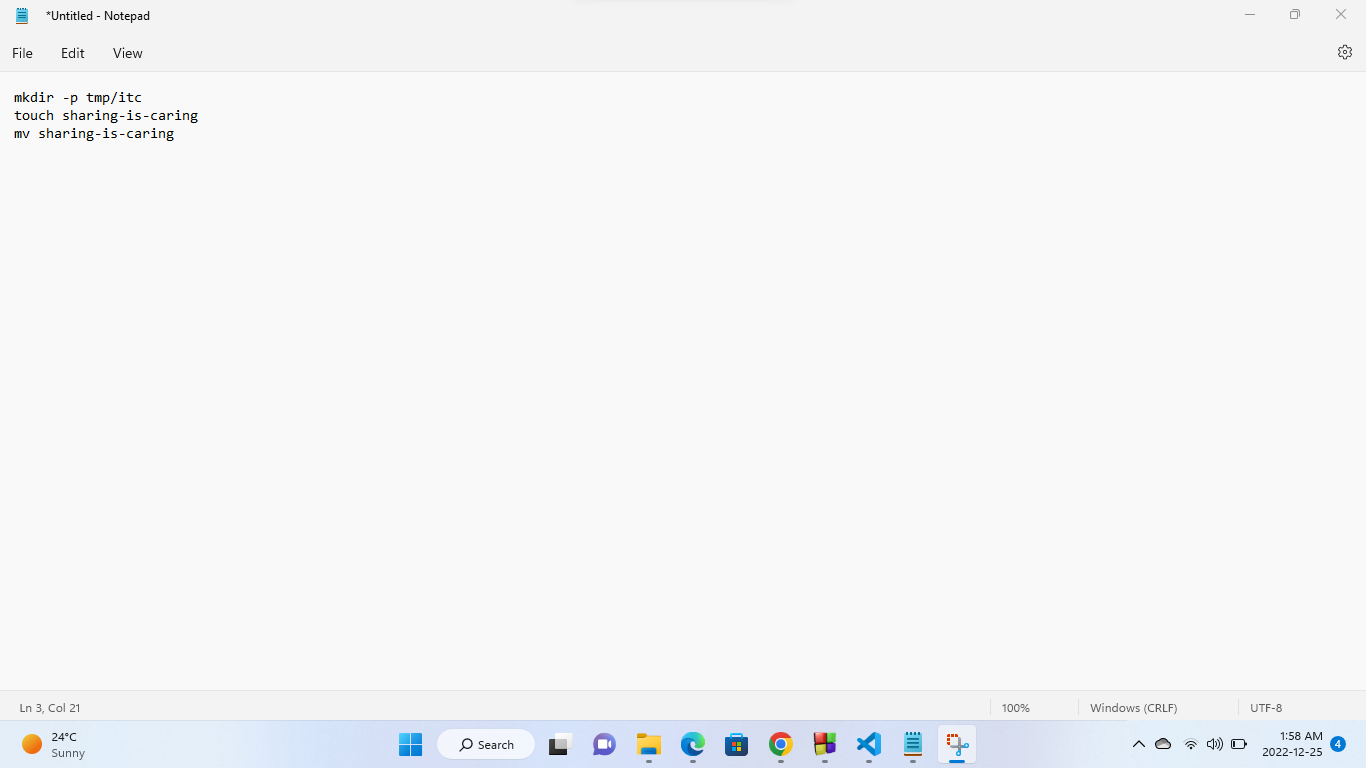 *Untitled - Notepad
File Edit View
mkdir -p tmp/itc
touch sharing-is-caring
mv sharing-is-caring
Ln 3, Col 21 100% Windows (CRLF) UTF-8
24°C
Sunny
Search
1:58 AM
2022-12-25
4